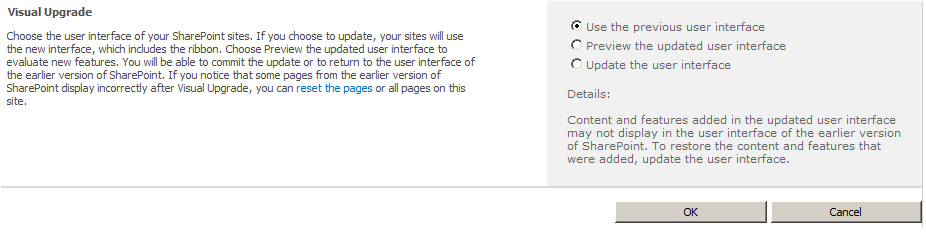 Visual Upgrade
Choose the user interface of your SharePoint sites. If you choose to update, your sites will use
the new interface, which includes the ribbon. Choose Preview the updated user interface to
evaluate new features. You will be able to commit the update or to return to the user interface of
the earlier version of SharePoint. If you notice that some pages from the earlier version of
SharePoint display incorrectly after Visual Upgrade, you can reset the pages or all pages on this
site.
Use the previous user interface
Preview the updated user interface
Update the user interface
Details:
Content and features added in the updated user interface
may not display in the user interface of the earlier version
of SharePoint. To restore the content and features that
were added, update the user interface.
OK
Cancel